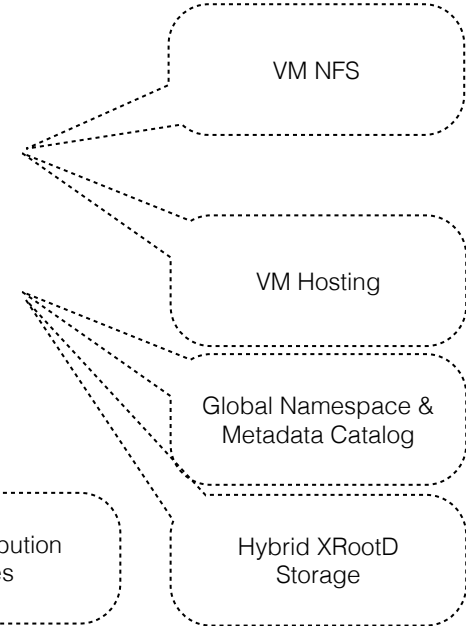 VM NFS
VM Hosting
Global Namespace &
Metadata Catalog
Hybrid XRootD
Storage